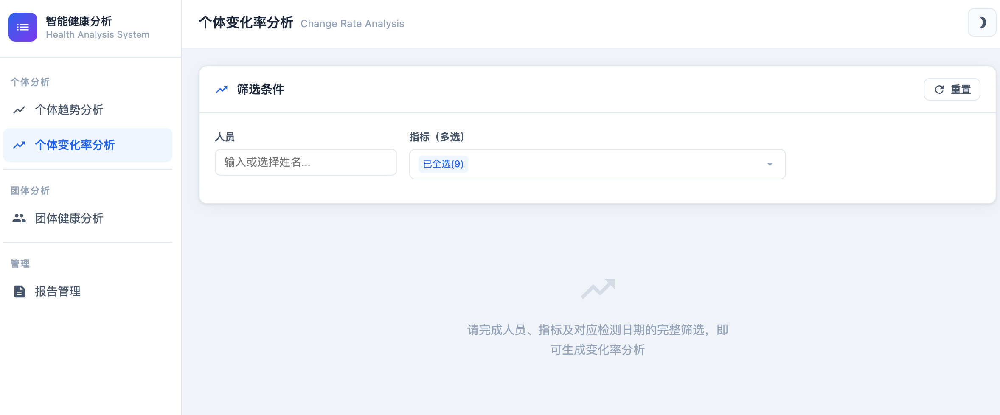 智能健康分析
Health Analysis System
个体分析
个体趋势分析
个体变化率分析
团体分析
团体健康分析
管理
报告管理
个体变化率分析 Change Rate Analysis
筛选条件
重置
人员
输入或选择姓名...
指标（多选）
已全选(9)
请完成人员、指标及对应检测日期的完整筛选，即
可生成变化率分析